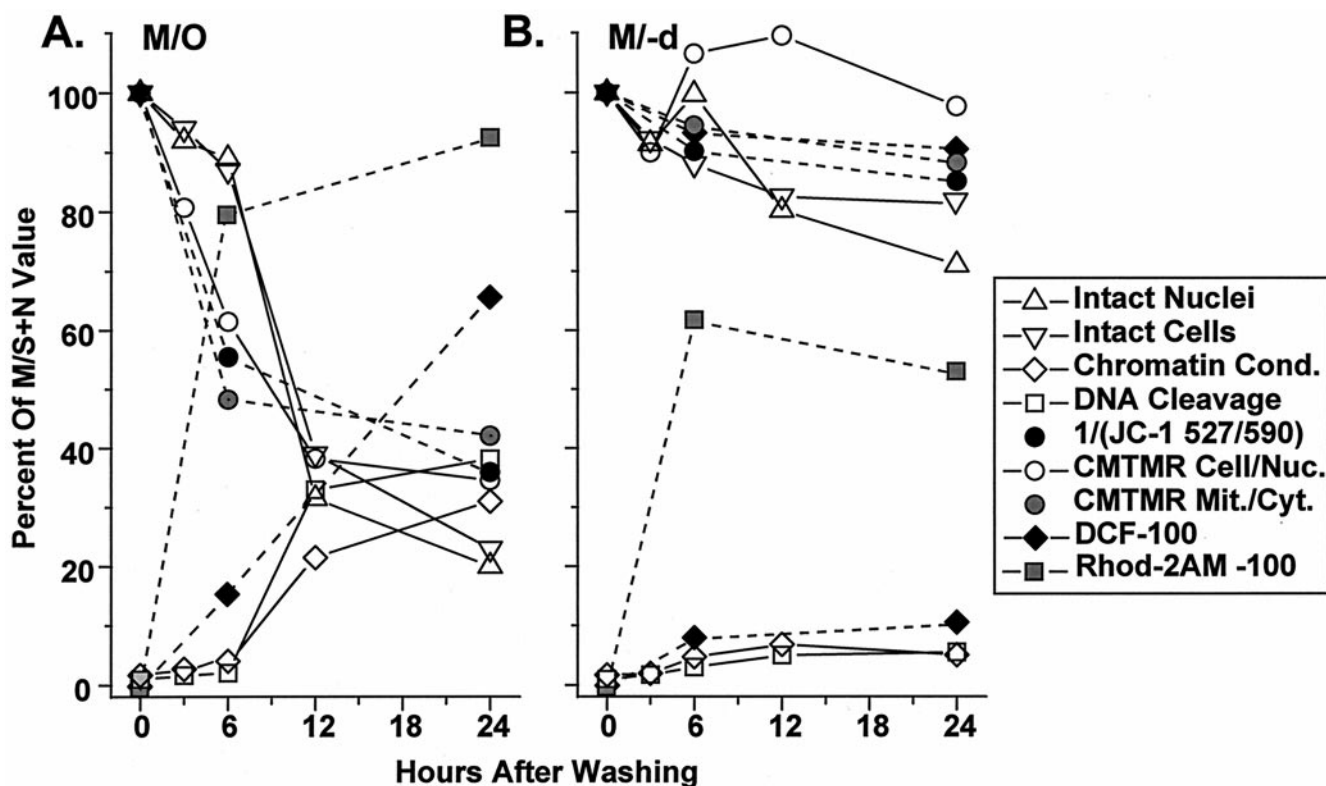 A. M/O
B. M/-d
Percent Of M/S+N Value
100
80
60
40
20
0
0 6 12 18 24
0 6 12 18 24
Hours After Washing
Intact Nuclei
Intact Cells
Chromatin Cond.
DNA Cleavage
1/(JC-1 527/590)
CMTMR Cell/Nuc.
CMTMR Mit./Cyt.
DCF-100
Rhod-2AM -100